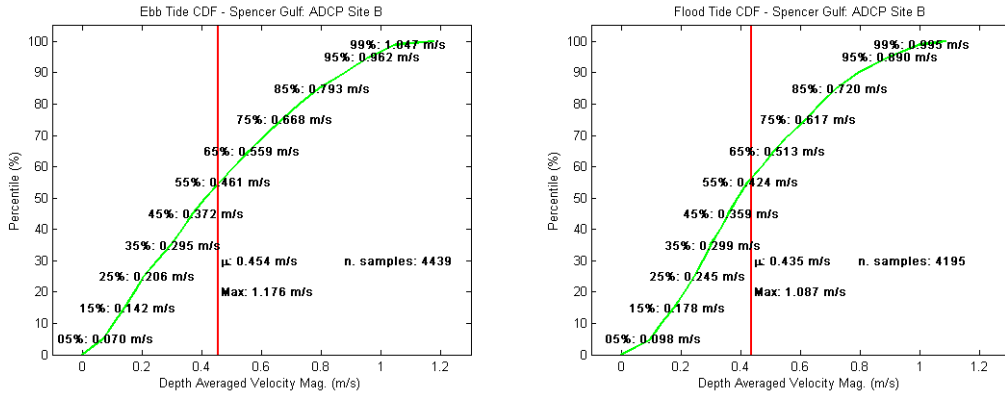 Ebb Tide CDF - Spencer Gulf: ADCP Site B
100
90
80
70
60
50
40
30
20
10
0
Percentile (%)
99%: 1.047 m/s
95%: 0.962 m/s
85%: 0.793 m/s
75%: 0.668 m/s
65%: 0.559 m/s
55%: 0.461 m/s
45%: 0.372 m/s
35%: 0.295 m/s
25%: 0.206 m/s
15%: 0.142 m/s
05%: 0.070 m/s
μ: 0.454 m/s
n. samples: 4439
Max: 1.176 m/s
0 0.2 0.4 0.6 0.8 1 1.2
Depth Averaged Velocity Mag. (m/s)
Flood Tide CDF - Spencer Gulf: ADCP Site B
100
90
80
70
60
50
40
30
20
10
0
Percentile (%)
99%: 0.995 m/s
95%: 0.890 m/s
85%: 0.720 m/s
75%: 0.617 m/s
65%: 0.513 m/s
55%: 0.424 m/s
45%: 0.359 m/s
35%: 0.299 m/s
25%: 0.245 m/s
15%: 0.178 m/s
05%: 0.098 m/s
μ: 0.435 m/s
n. samples: 4195
Max: 1.087 m/s
0 0.2 0.4 0.6 0.8 1 1.2
Depth Averaged Velocity Mag. (m/s)